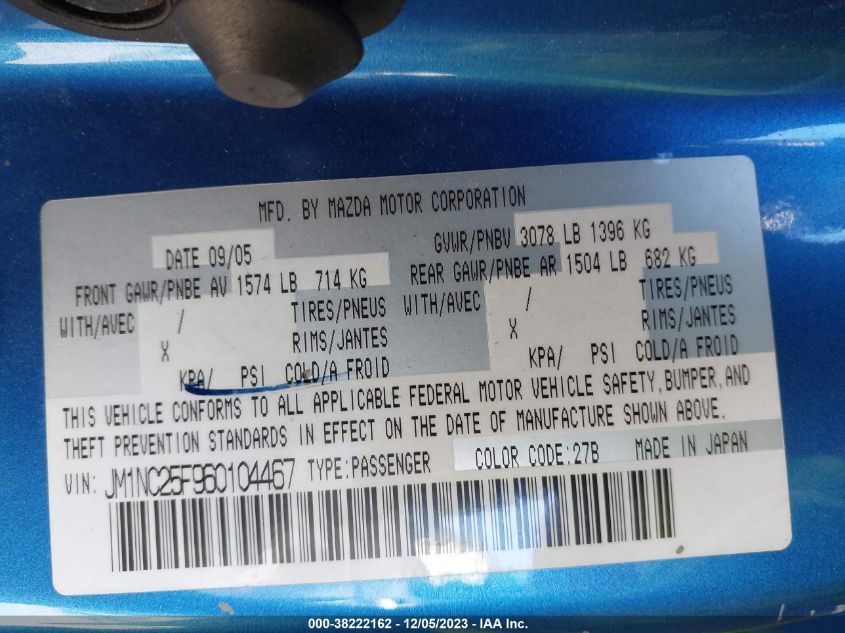 MFD. BY MAZDA MOTOR CORPORATION
DATE 09/05 GVWR/PNBV 3078 LB 1396 KG
FRONT GAWR/PNBE AV 1574 LB 714 KG REAR GAWR/PNBE AR 1504 LB 682 KG
WITH/AVEC / TIRES/PNEUS WITH/AVEC / TIRES/PNEUS
X RIMS/JANTES X RIMS/JANTES
KPA/ PSI COLD/A FROID KPA/ PSI COLD/A FROID
THIS VEHICLE CONFORMS TO ALL APPLICABLE FEDERAL MOTOR VEHICLE SAFETY, BUMPER, AND
THEFT PREVENTION STANDARDS IN EFFECT ON THE DATE OF MANUFACTURE SHOWN ABOVE.
VIN: JM1NC25F960104467 TYPE:PASSENGER COLOR CODE:27B MADE IN JAPAN
000-38222162 - 12/05/2023 - IAA Inc.